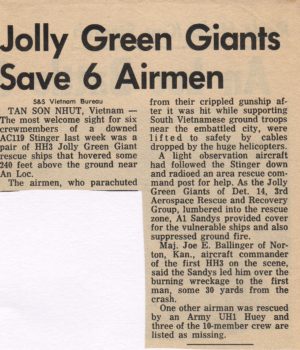 Jolly Green Giants
Save 6 Airmen
S&S Vietnam Bureau
TAN SON NHUT, Vietnam —
The most welcome sight for six
crewmembers of a downed
AC119 Stinger last week was a
pair of HH3 Jolly Green Giant
rescue ships that hovered some
240 feet above the ground near
An Loc.
The airmen, who parachuted
from their crippled gunship af-
ter it was hit while supporting
South Vietnamese ground troops
near the embattled city, were
lifted to safety by cables
dropped by the huge helicopters.
A light observation aircraft
had followed the Stinger down
and radioed an area rescue com-
mand post for help. As the Jolly
Green Giants of Det. 14, 3rd
Aerospace Rescue and Recovery
Group, lumbered into the rescue
zone, A1 Sandys provided cover
for the vulnerable ships and also
suppressed ground fire.
Maj. Joe E. Ballinger of Nor-
ton, Kan., aircraft commander
of the first HH3 on the scene,
said the Sandys led him over the
burning wreckage to the first
man, some 30 yards from the
crash.
One other airman was rescued
by an Army UH1 Huey and
three of the 10-member crew are
listed as missing.